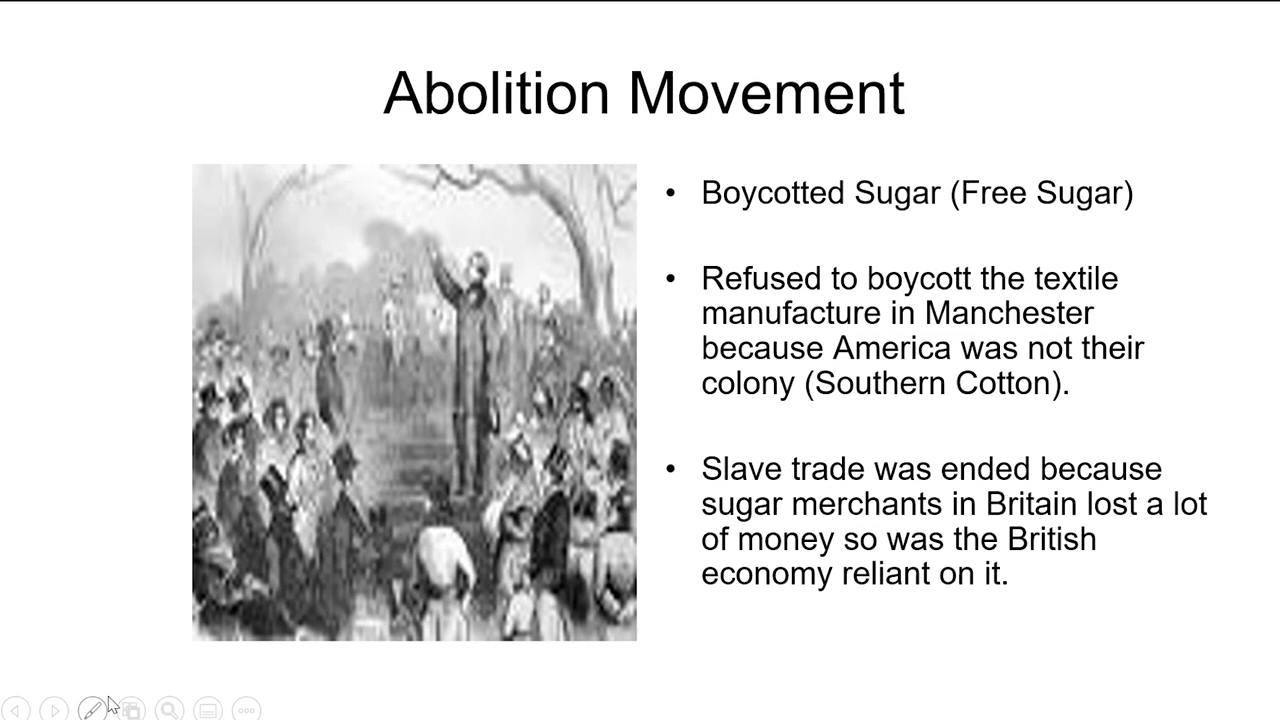 Abolition Movement
• Boycotted Sugar (Free Sugar)
• Refused to boycott the textile
manufacture in Manchester
because America was not their
colony (Southern Cotton).
• Slave trade was ended because
sugar merchants in Britain lost a lot
of money so was the British
economy reliant on it.